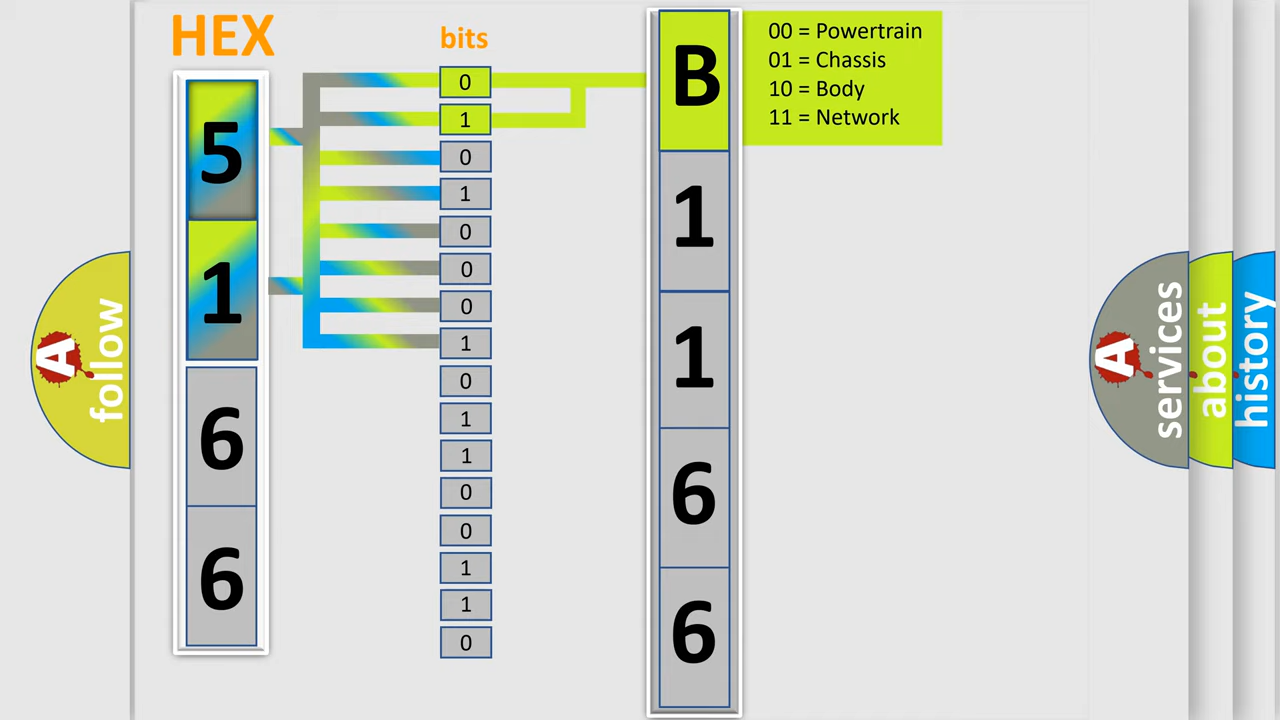 HEX
bits
5
1
6
6
0
1
0
1
0
0
0
1
0
1
1
0
0
1
1
0
B
1
1
6
6
00 = Powertrain
01 = Chassis
10 = Body
11 = Network
A
follow
A
services
about
history